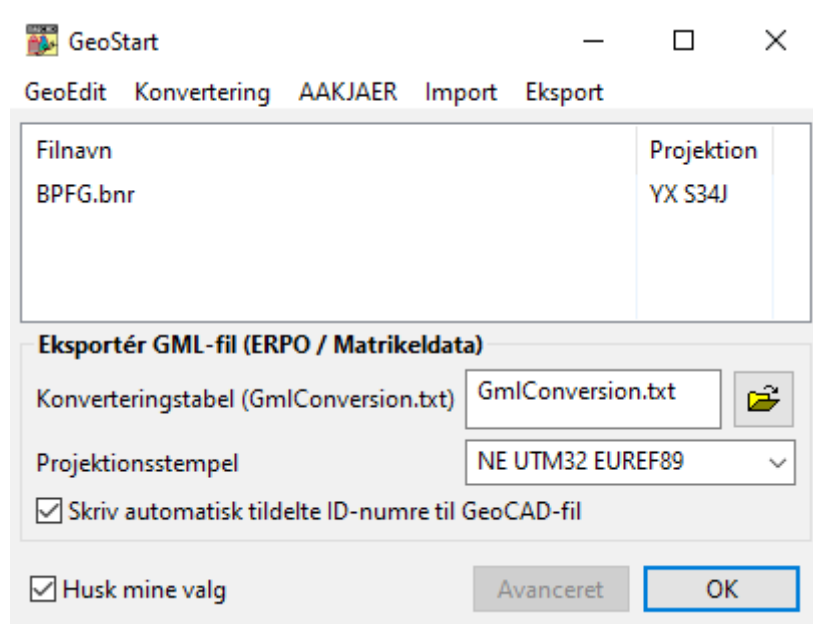 GeoStart
GeoEdit Konvertering AAKJAER Import Eksport
Filnavn Projektion
BPFG.bnr YX S34J
Eksportér GML-fil (ERPO / Matrikeldata)
Konverteringstabel (GmlConversion.txt) GmlConversion.txt
Projektionsstempel NE UTM32 EUREF89
Skriv automatisk tildelte ID-numre til GeoCAD-fil
Husk mine valg Avanceret OK